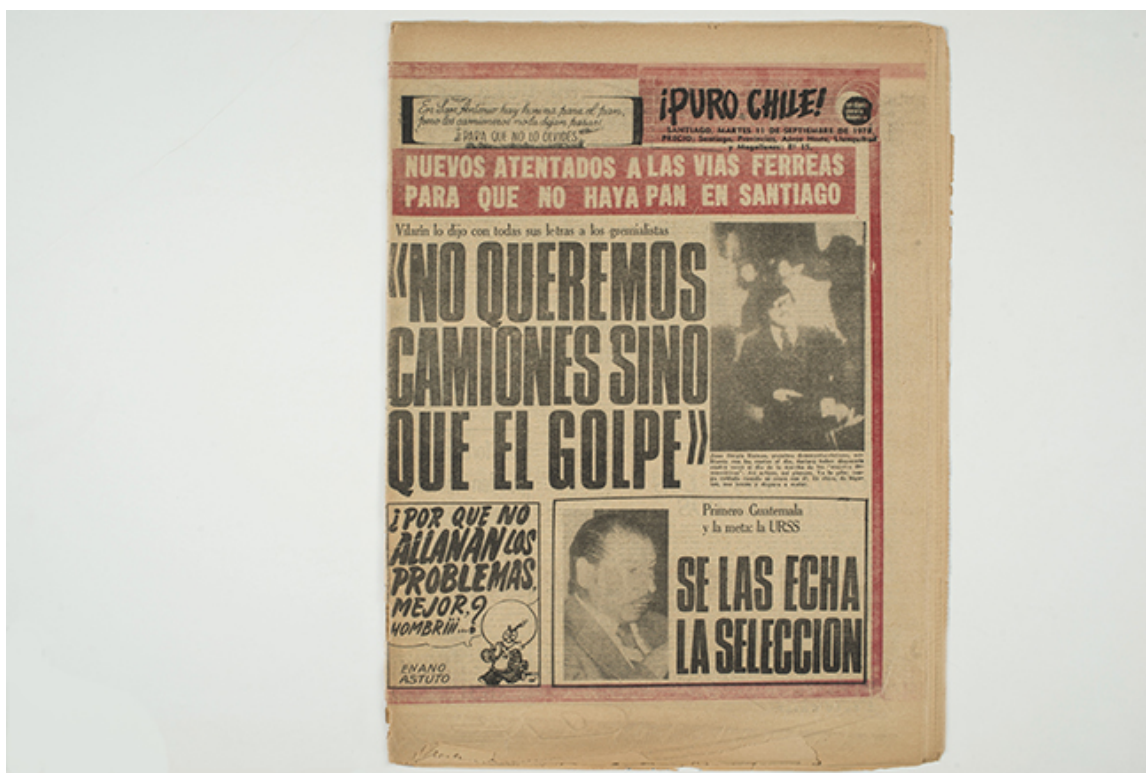 En San Antonio hay harina para el pan,
pero los camioneros no la dejan pasar:
¡PARA QUE NO LO OLVIDES
¡PURO CHILE!
SANTIAGO, MARTES 11 DE SEPTIEMBRE DE 1973.
PRECIO: Santiago, Provincias, Aéreo Norte, Llanquihue
y Magallanes: Eº 15.
NUEVOS ATENTADOS A LAS VIAS FERREAS
PARA QUE NO HAYA PAN EN SANTIAGO
Vilarín lo dijo con todas sus letras a los gremialistas
«NO QUEREMOS
CAMIONES SINO
QUE EL GOLPE»
¿POR QUE NO
ALLANAN LOS
PROBLEMAS,
MEJOR,?
HOMBRiii...
ENANO
ASTUTO
Primero Guatemala
y la meta: la URSS
SE LAS ECHA
LA SELECCION